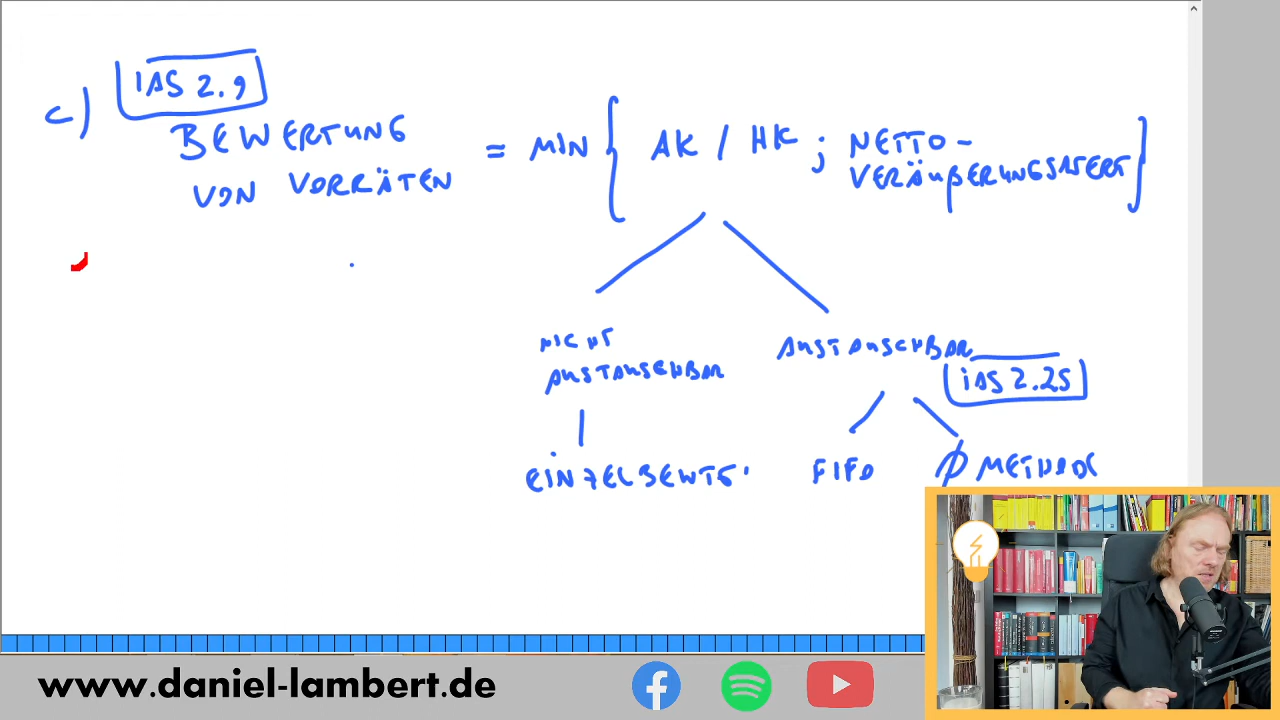 c)
IAS 2.9
BEWERTUNG
VON VORRÄTEN
= MIN { AK / HK ; NETTO-
VERÄUßERUNGSWERT }
NICHT
AUSTAUSCHBAR
AUSTAUSCHBAR
IAS 2.25
EINZELBEWTG.
FIFO
Ø METHODE
www.daniel-lambert.de